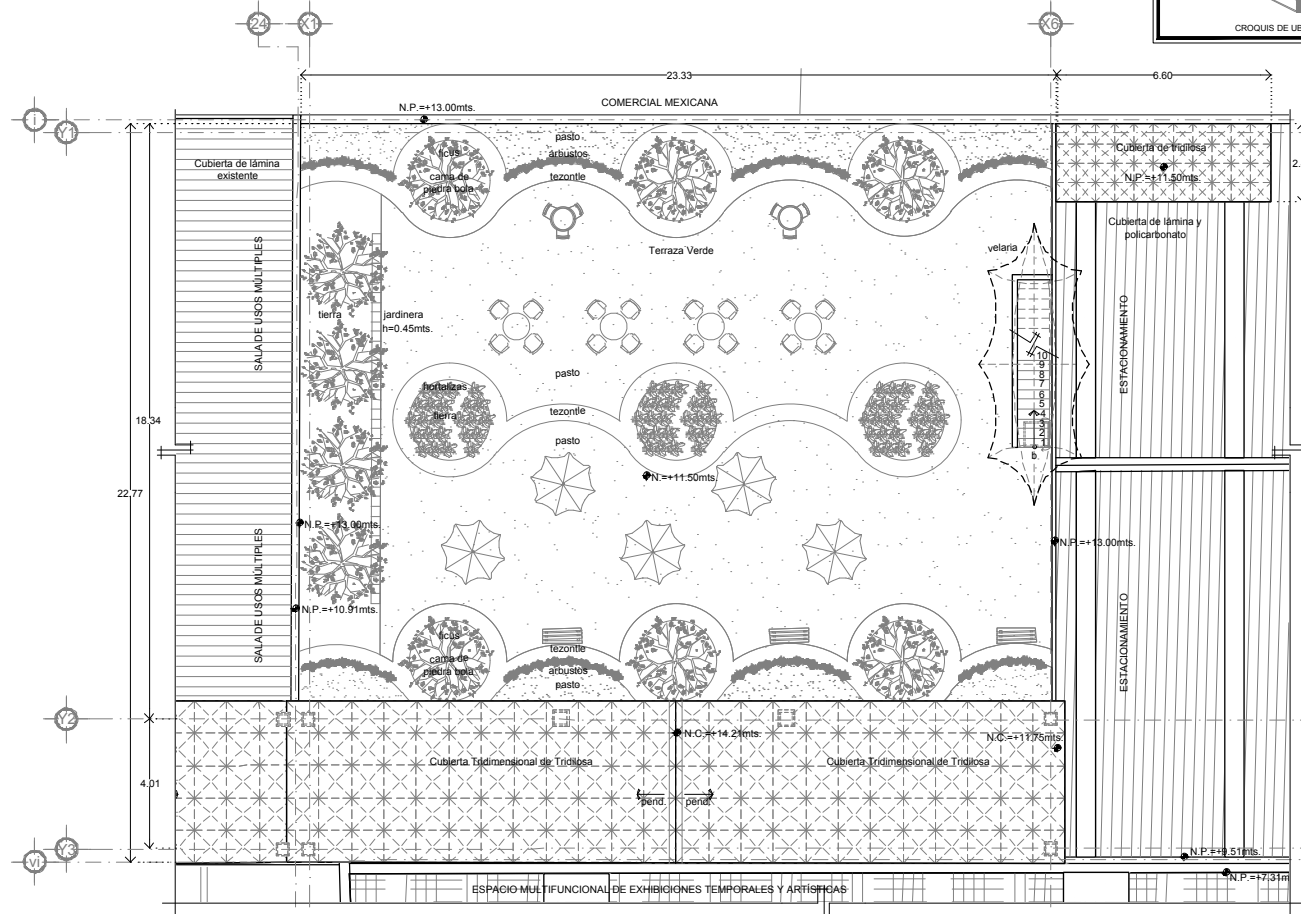 24
X1
X6
CROQUIS DE UB
23.33
6.60
N.P.=+13.00mts.
COMERCIAL MEXICANA
i
Y1
pasto
ficus
arbustos
cama de
piedra bola
tezontle
Cubierta de lámina
existente
Cubierta de tridilosa
N.P.=+11.50mts.
2.
Cubierta de lámina y
policarbonato
Terraza Verde
velaria
SALA DE USOS MÚLTIPLES
tierra
jardinera
h=0.45mts.
ESTACIONAMIENTO
10
9
8
7
6
5
4
3
2
1
b.
pasto
hortalizas
tierra
tezontle
pasto
18.34
22.77
N.=+11.50mts.
N.P.=+13.00mts.
N.P.=+13.00mts.
SALA DE USOS MÚLTIPLES
N.P.=+10.91mts.
ESTACIONAMIENTO
ficus
tezontle
cama de
piedra bola
arbustos
pasto
Y2
N.C.=+14.21mts.
N.C.=+11.75mts.
Cubierta Tridimensional de Tridilosa
Cubierta Tridimensional de Tridilosa
4.01
pend.
pend.
Y3
vi
N.P.=+9.51mts.
N.P.=+7.31m
ESPACIO MULTIFUNCIONAL DE EXHIBICIONES TEMPORALES Y ARTÍSTICAS